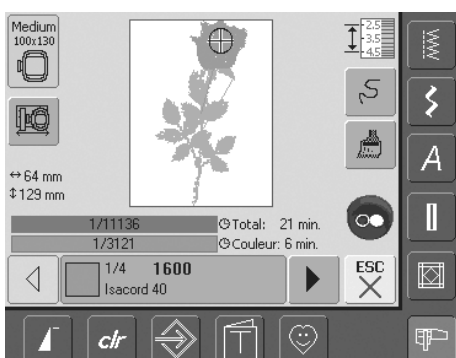 Medium
100x130
2.5
3.5
4.5
↔ 64 mm
↕ 129 mm
1/11136 Total: 21 min.
1/3121 Couleur: 6 min.
1/4 1600
Isacord 40
ESC
A
clr